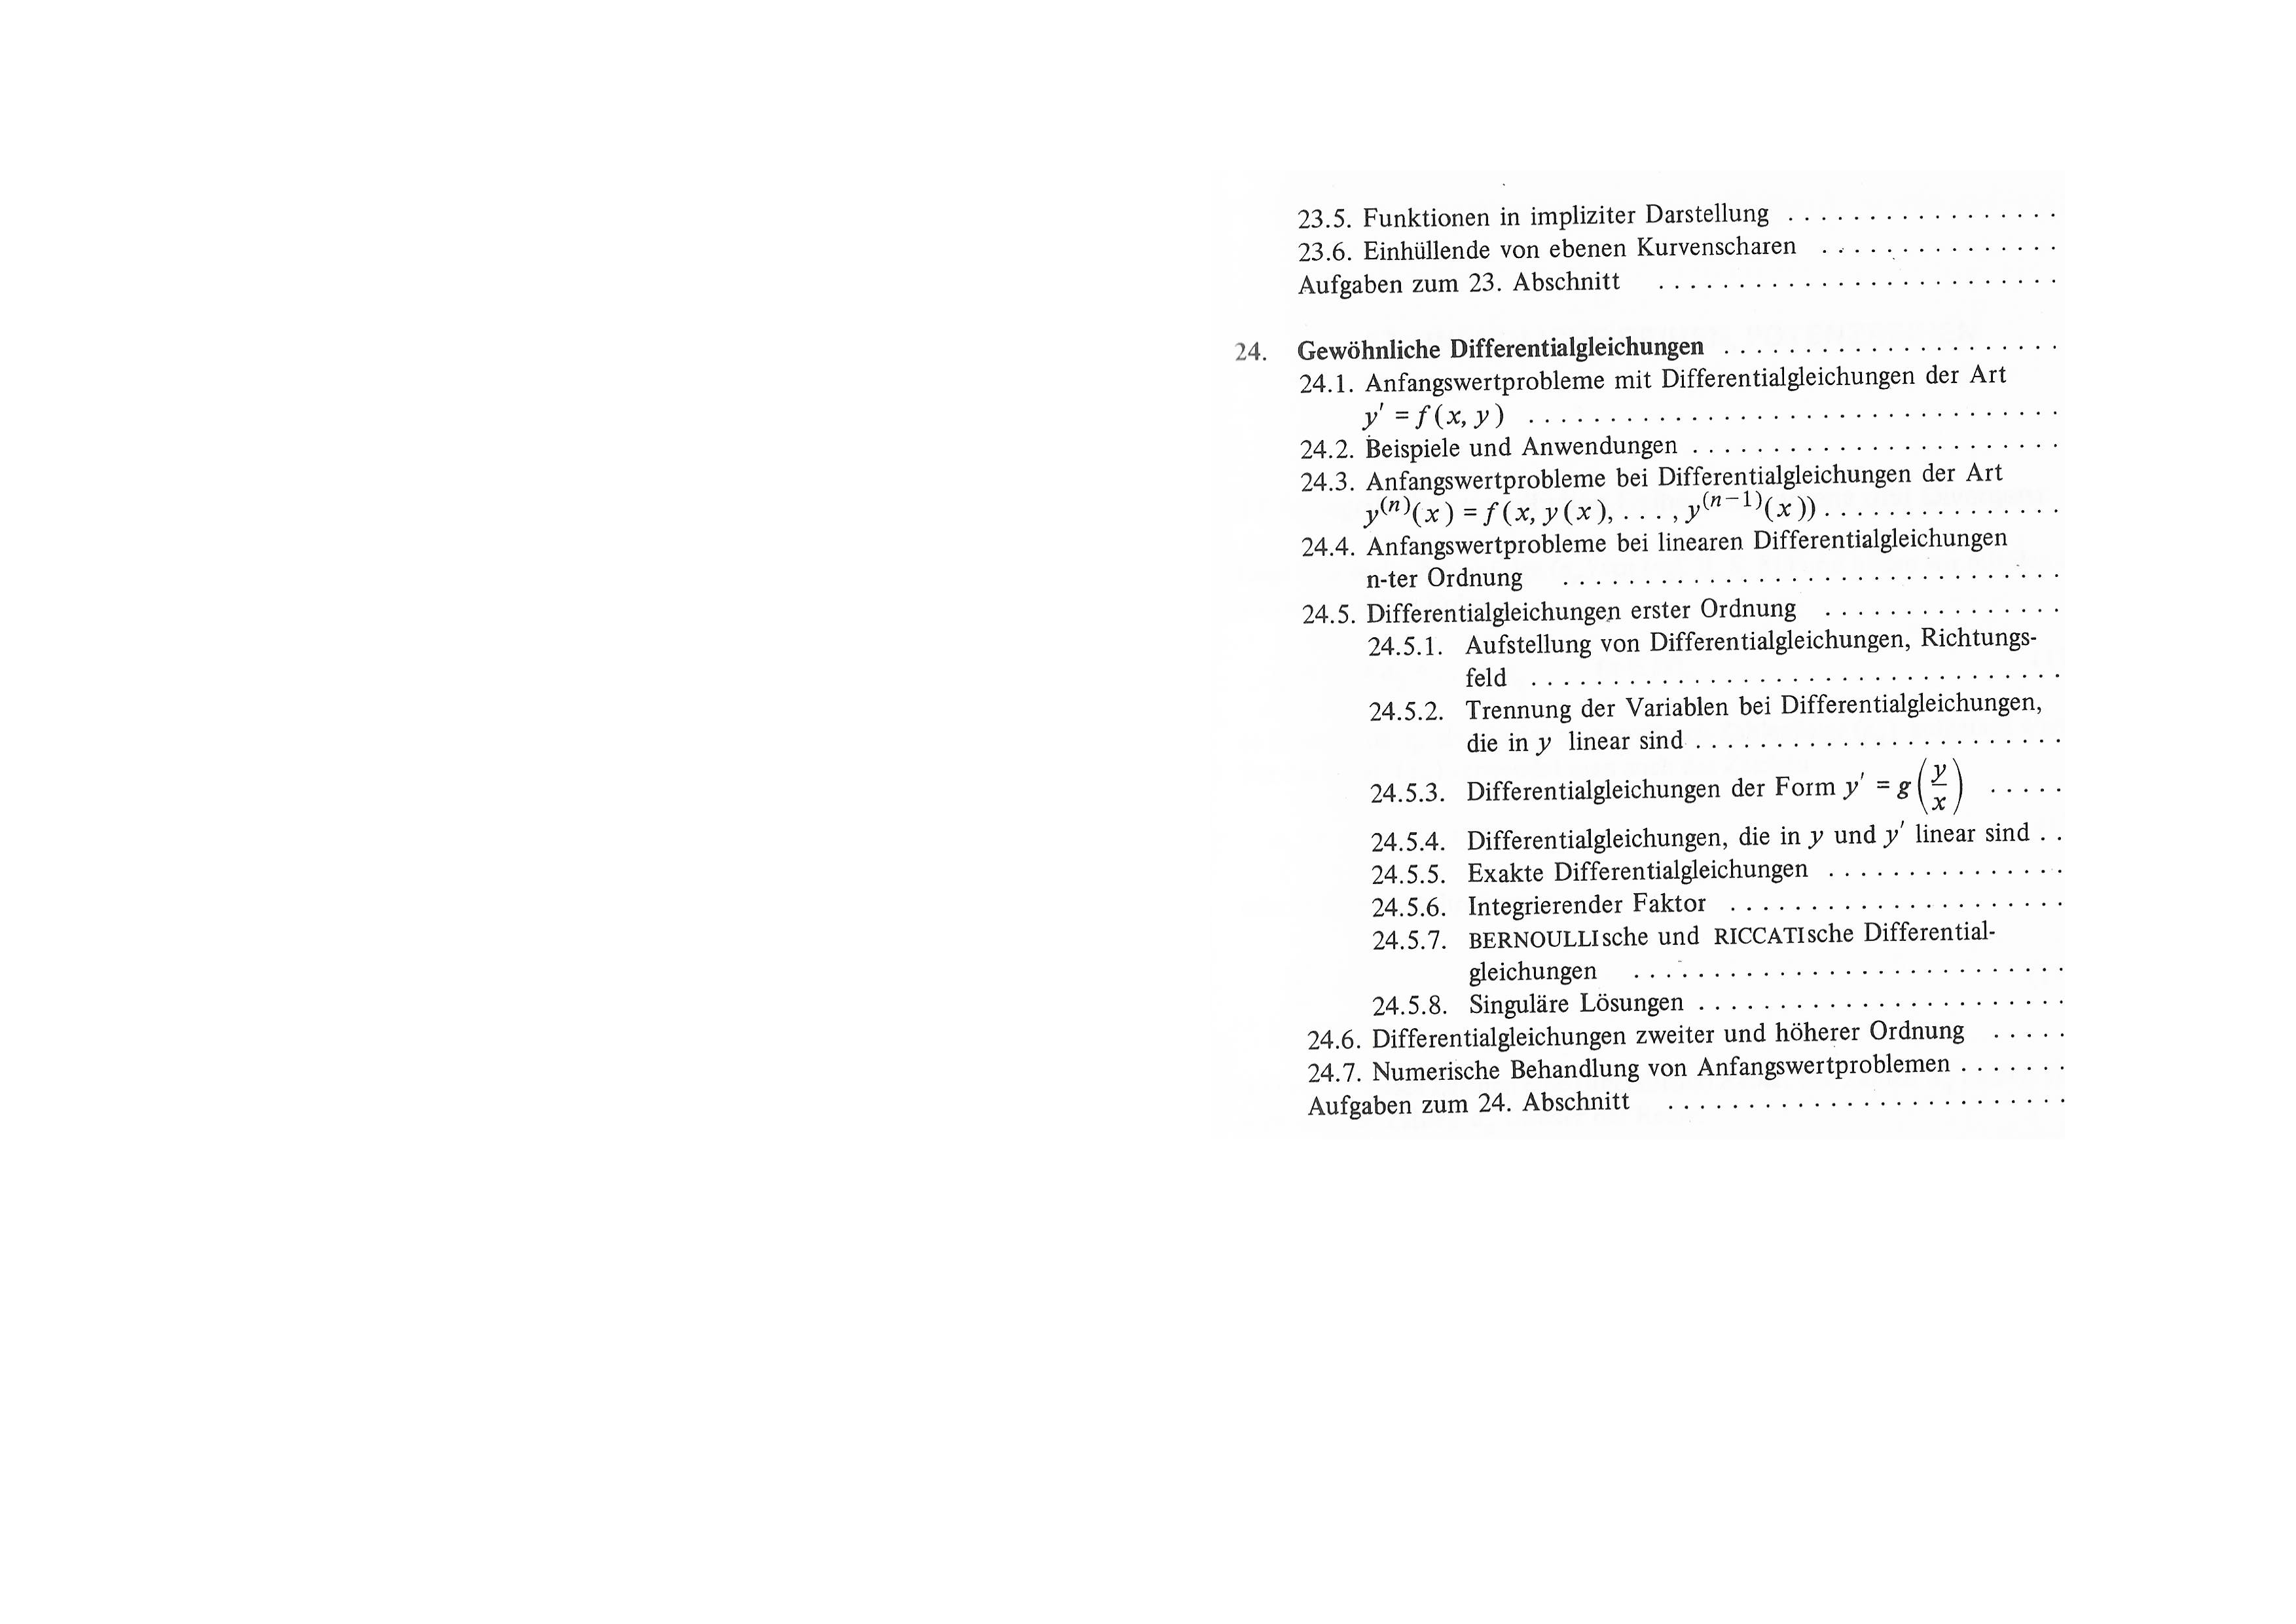 23.5. Funktionen in impliziter Darstellung . . . . . . . . . . . . . . . . .
23.6. Einhüllende von ebenen Kurvenscharen . . . . . . . . . . . . . . .
Aufgaben zum 23. Abschnitt . . . . . . . . . . . . . . . . . . . . . . . . .
24. Gewöhnliche Differentialgleichungen . . . . . . . . . . . . . . . . . . . . .
24.1. Anfangswertprobleme mit Differentialgleichungen der Art
y' = f(x, y) . . . . . . . . . . . . . . . . . . . . . . . . . . . . . . . . .
24.2. Beispiele und Anwendungen . . . . . . . . . . . . . . . . . . . . . . .
24.3. Anfangswertprobleme bei Differentialgleichungen der Art
y⁽ⁿ⁾(x) = f(x, y(x), . . . , y⁽ⁿ⁻¹⁾(x)) . . . . . . . . . . . . . . .
24.4. Anfangswertprobleme bei linearen Differentialgleichungen
n-ter Ordnung . . . . . . . . . . . . . . . . . . . . . . . . . . . . . . .
24.5. Differentialgleichungen erster Ordnung . . . . . . . . . . . . . . .
24.5.1. Aufstellung von Differentialgleichungen, Richtungs-
feld . . . . . . . . . . . . . . . . . . . . . . . . . . . . . . . . .
24.5.2. Trennung der Variablen bei Differentialgleichungen,
die in y linear sind . . . . . . . . . . . . . . . . . . . . . . .
24.5.3. Differentialgleichungen der Form y' = g(y/x) . . . . .
24.5.4. Differentialgleichungen, die in y und y' linear sind . .
24.5.5. Exakte Differentialgleichungen . . . . . . . . . . . . . . .
24.5.6. Integrierender Faktor . . . . . . . . . . . . . . . . . . . . .
24.5.7. BERNOULLIsche und RICCATIsche Differential-
gleichungen . . . . . . . . . . . . . . . . . . . . . . . . . . .
24.5.8. Singuläre Lösungen . . . . . . . . . . . . . . . . . . . . . . .
24.6. Differentialgleichungen zweiter und höherer Ordnung . . . . .
24.7. Numerische Behandlung von Anfangswertproblemen . . . . . . .
Aufgaben zum 24. Abschnitt . . . . . . . . . . . . . . . . . . . . . . . . .